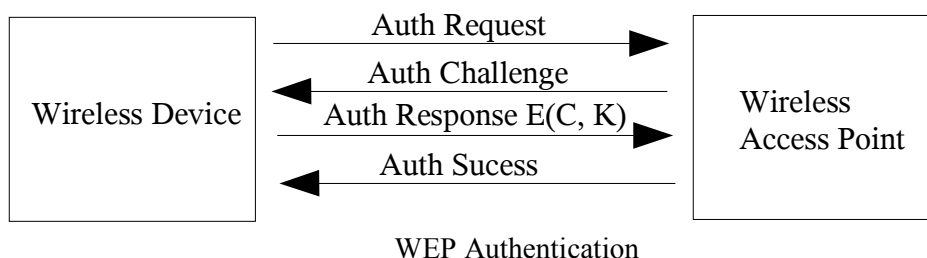 Auth Request
Auth Challenge
Wireless Device
Auth Response E(C, K)
Auth Sucess
Wireless
Access Point
WEP Authentication